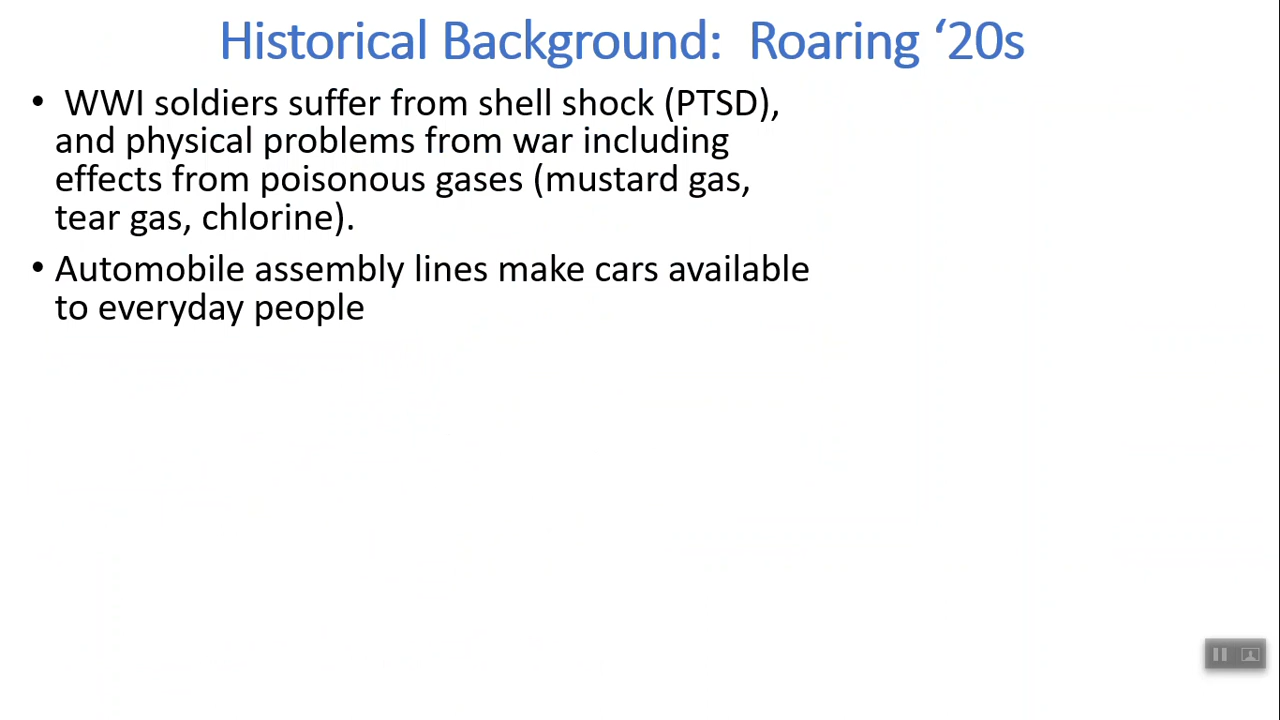 Historical Background:  Roaring ‘20s
• WWI soldiers suffer from shell shock (PTSD),
and physical problems from war including
effects from poisonous gases (mustard gas,
tear gas, chlorine).
• Automobile assembly lines make cars available
to everyday people